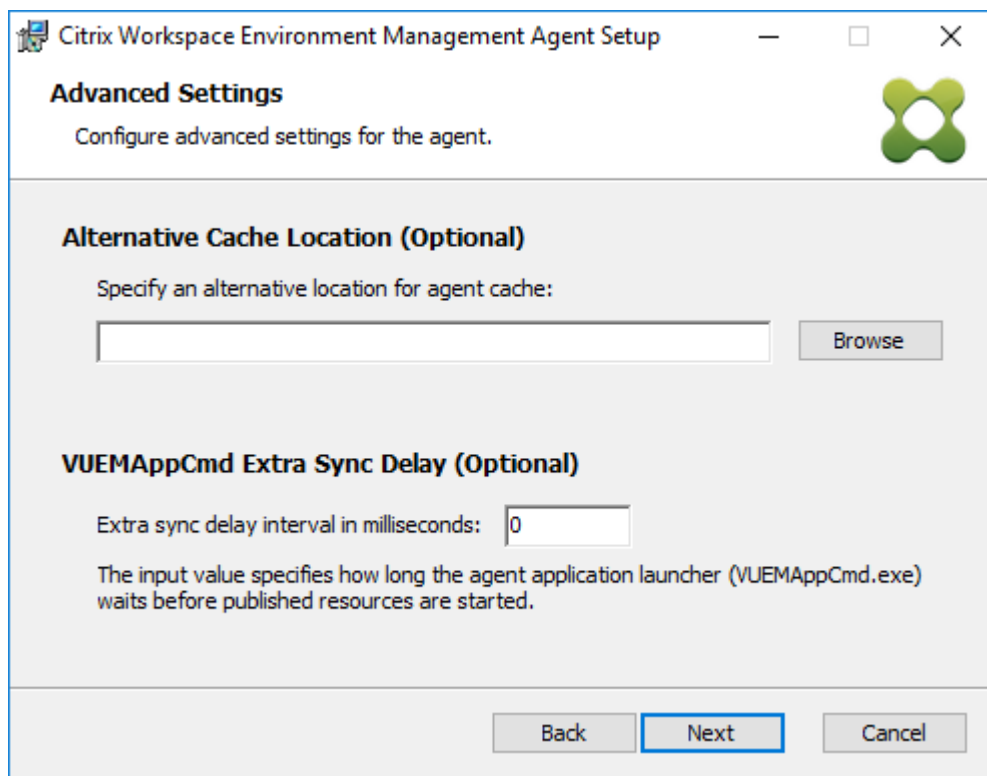 Citrix Workspace Environment Management Agent Setup
Advanced Settings
Configure advanced settings for the agent.
Alternative Cache Location (Optional)
Specify an alternative location for agent cache:
Browse
VUEMAppCmd Extra Sync Delay (Optional)
Extra sync delay interval in milliseconds: 0
The input value specifies how long the agent application launcher (VUEMAppCmd.exe)
waits before published resources are started.
Back Next Cancel